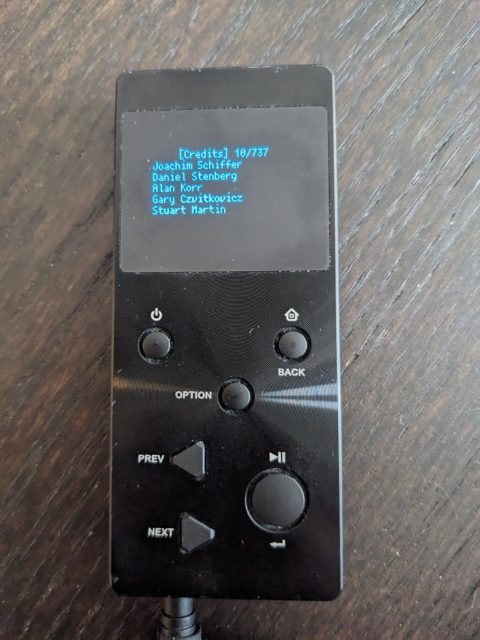 [Credits] 10/737
Joachim Schiffer
Daniel Stenberg
Alan Korr
Gary Czvitkovicz
Stuart Martin
BACK
OPTION
PREV
NEXT